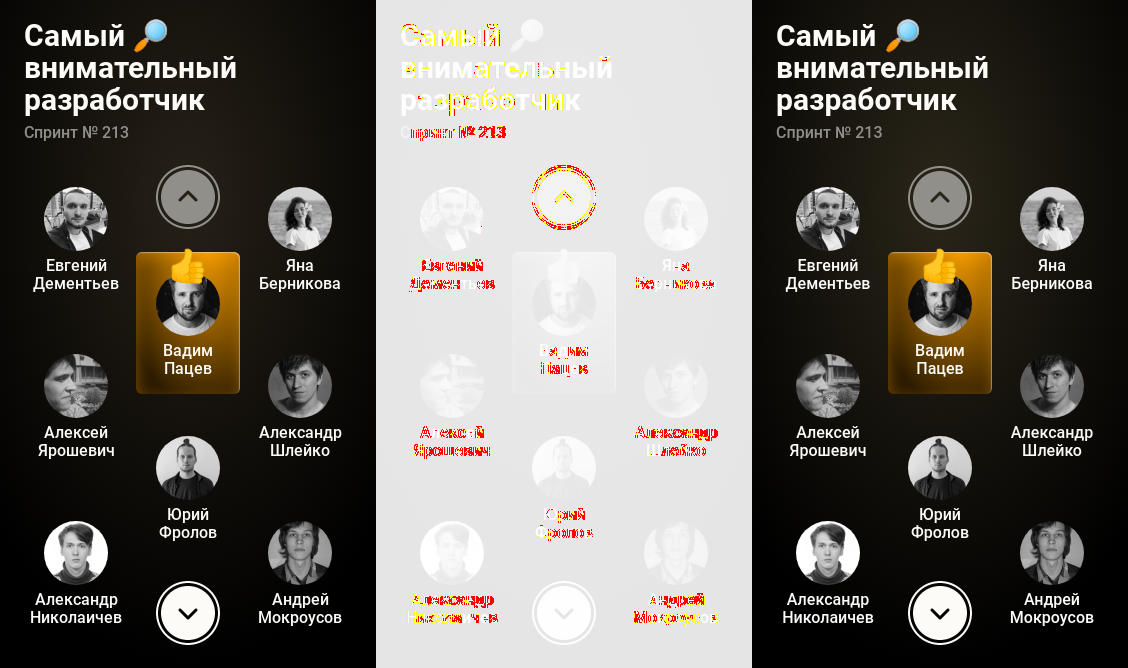 Самый 🔎
внимательный
разработчик
Спринт № 213
Евгений
Дементьев
Яна
Берникова
Вадим
Пацев
Алексей
Ярошевич
Александр
Шлейко
Юрий
Фролов
Александр
Николаичев
Андрей
Мокроусов
Самый 🔎
внимательный
разработчик
Спринт № 213
Евгений
Дементьев
Яна
Берникова
Вадим
Пацев
Алексей
Ярошевич
Александр
Шлейко
Юрий
Фролов
Александр
Николаичев
Андрей
Мокроусов
Самый 🔎
внимательный
разработчик
Спринт № 213
Евгений
Дементьев
Яна
Берникова
Вадим
Пацев
Алексей
Ярошевич
Александр
Шлейко
Юрий
Фролов
Александр
Николаичев
Андрей
Мокроусов